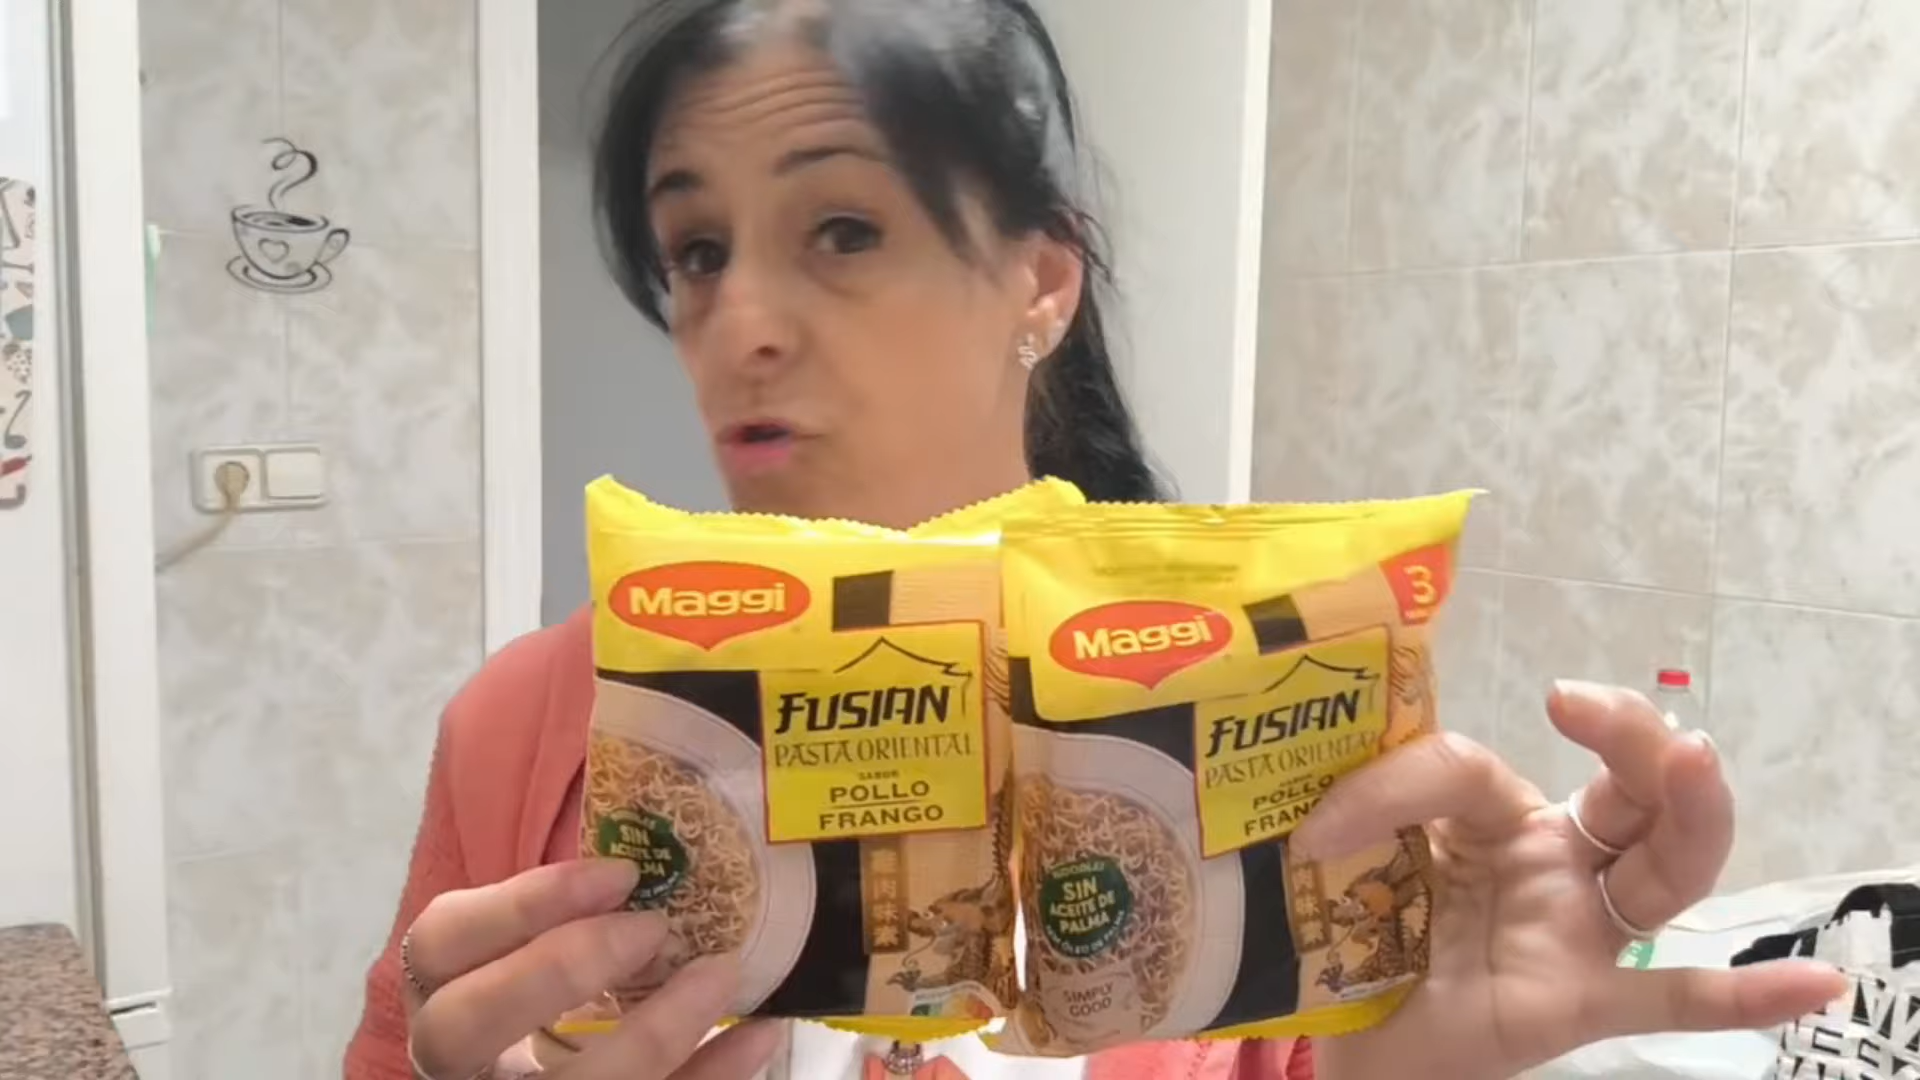 Maggi
FUSIAN
PASTA ORIENTAL
SABOR
POLLO
FRANGO
SIN
ACEITE DE
PALMA
Maggi
3
FUSIAN
PASTA ORIENTAL
POLLO
NOODLES
SIN
ACEITE DE
PALMA
SIMPLY
GOOD